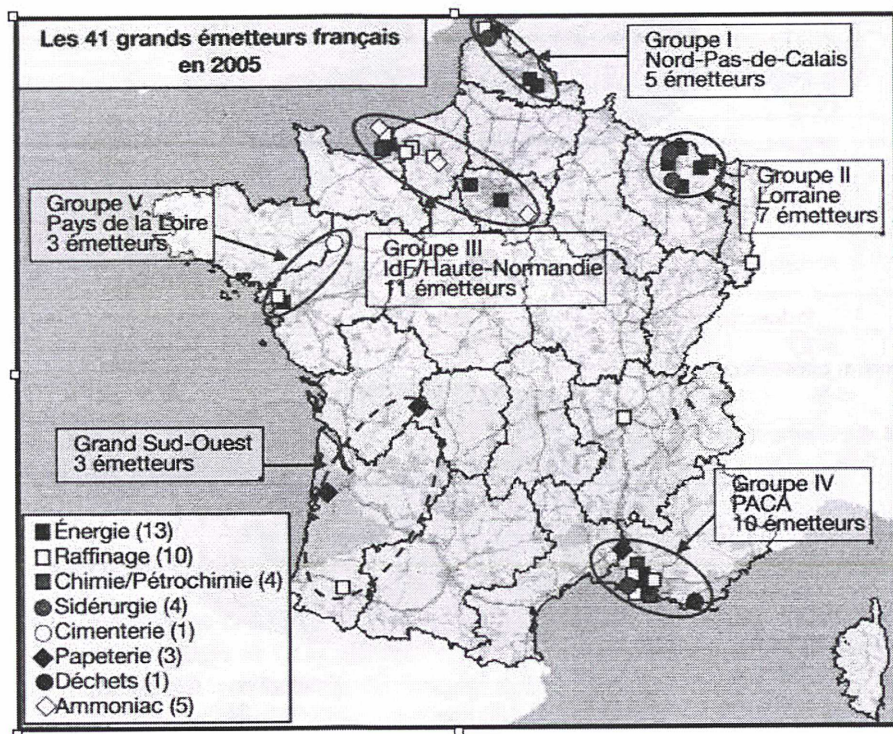 Les 41 grands émetteurs français
en 2005
Groupe I
Nord-Pas-de-Calais
5 émetteurs
Groupe II
Lorraine
7 émetteurs
Groupe V
Pays de la Loire
3 émetteurs
Groupe III
IdF/Haute-Normandie
11 émetteurs
Grand Sud-Ouest
3 émetteurs
Groupe IV
PACA
10 émetteurs
Énergie (13)
Raffinage (10)
Chimie/Pétrochimie (4)
Sidérurgie (4)
Cimenterie (1)
Papeterie (3)
Déchets (1)
Ammoniac (5)